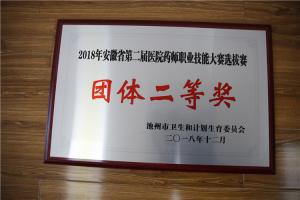 2018年安徽省第二届医院药师职业技能大赛选拔赛
团体二等奖
池州市卫生和计划生育委员会
二〇一八年十二月